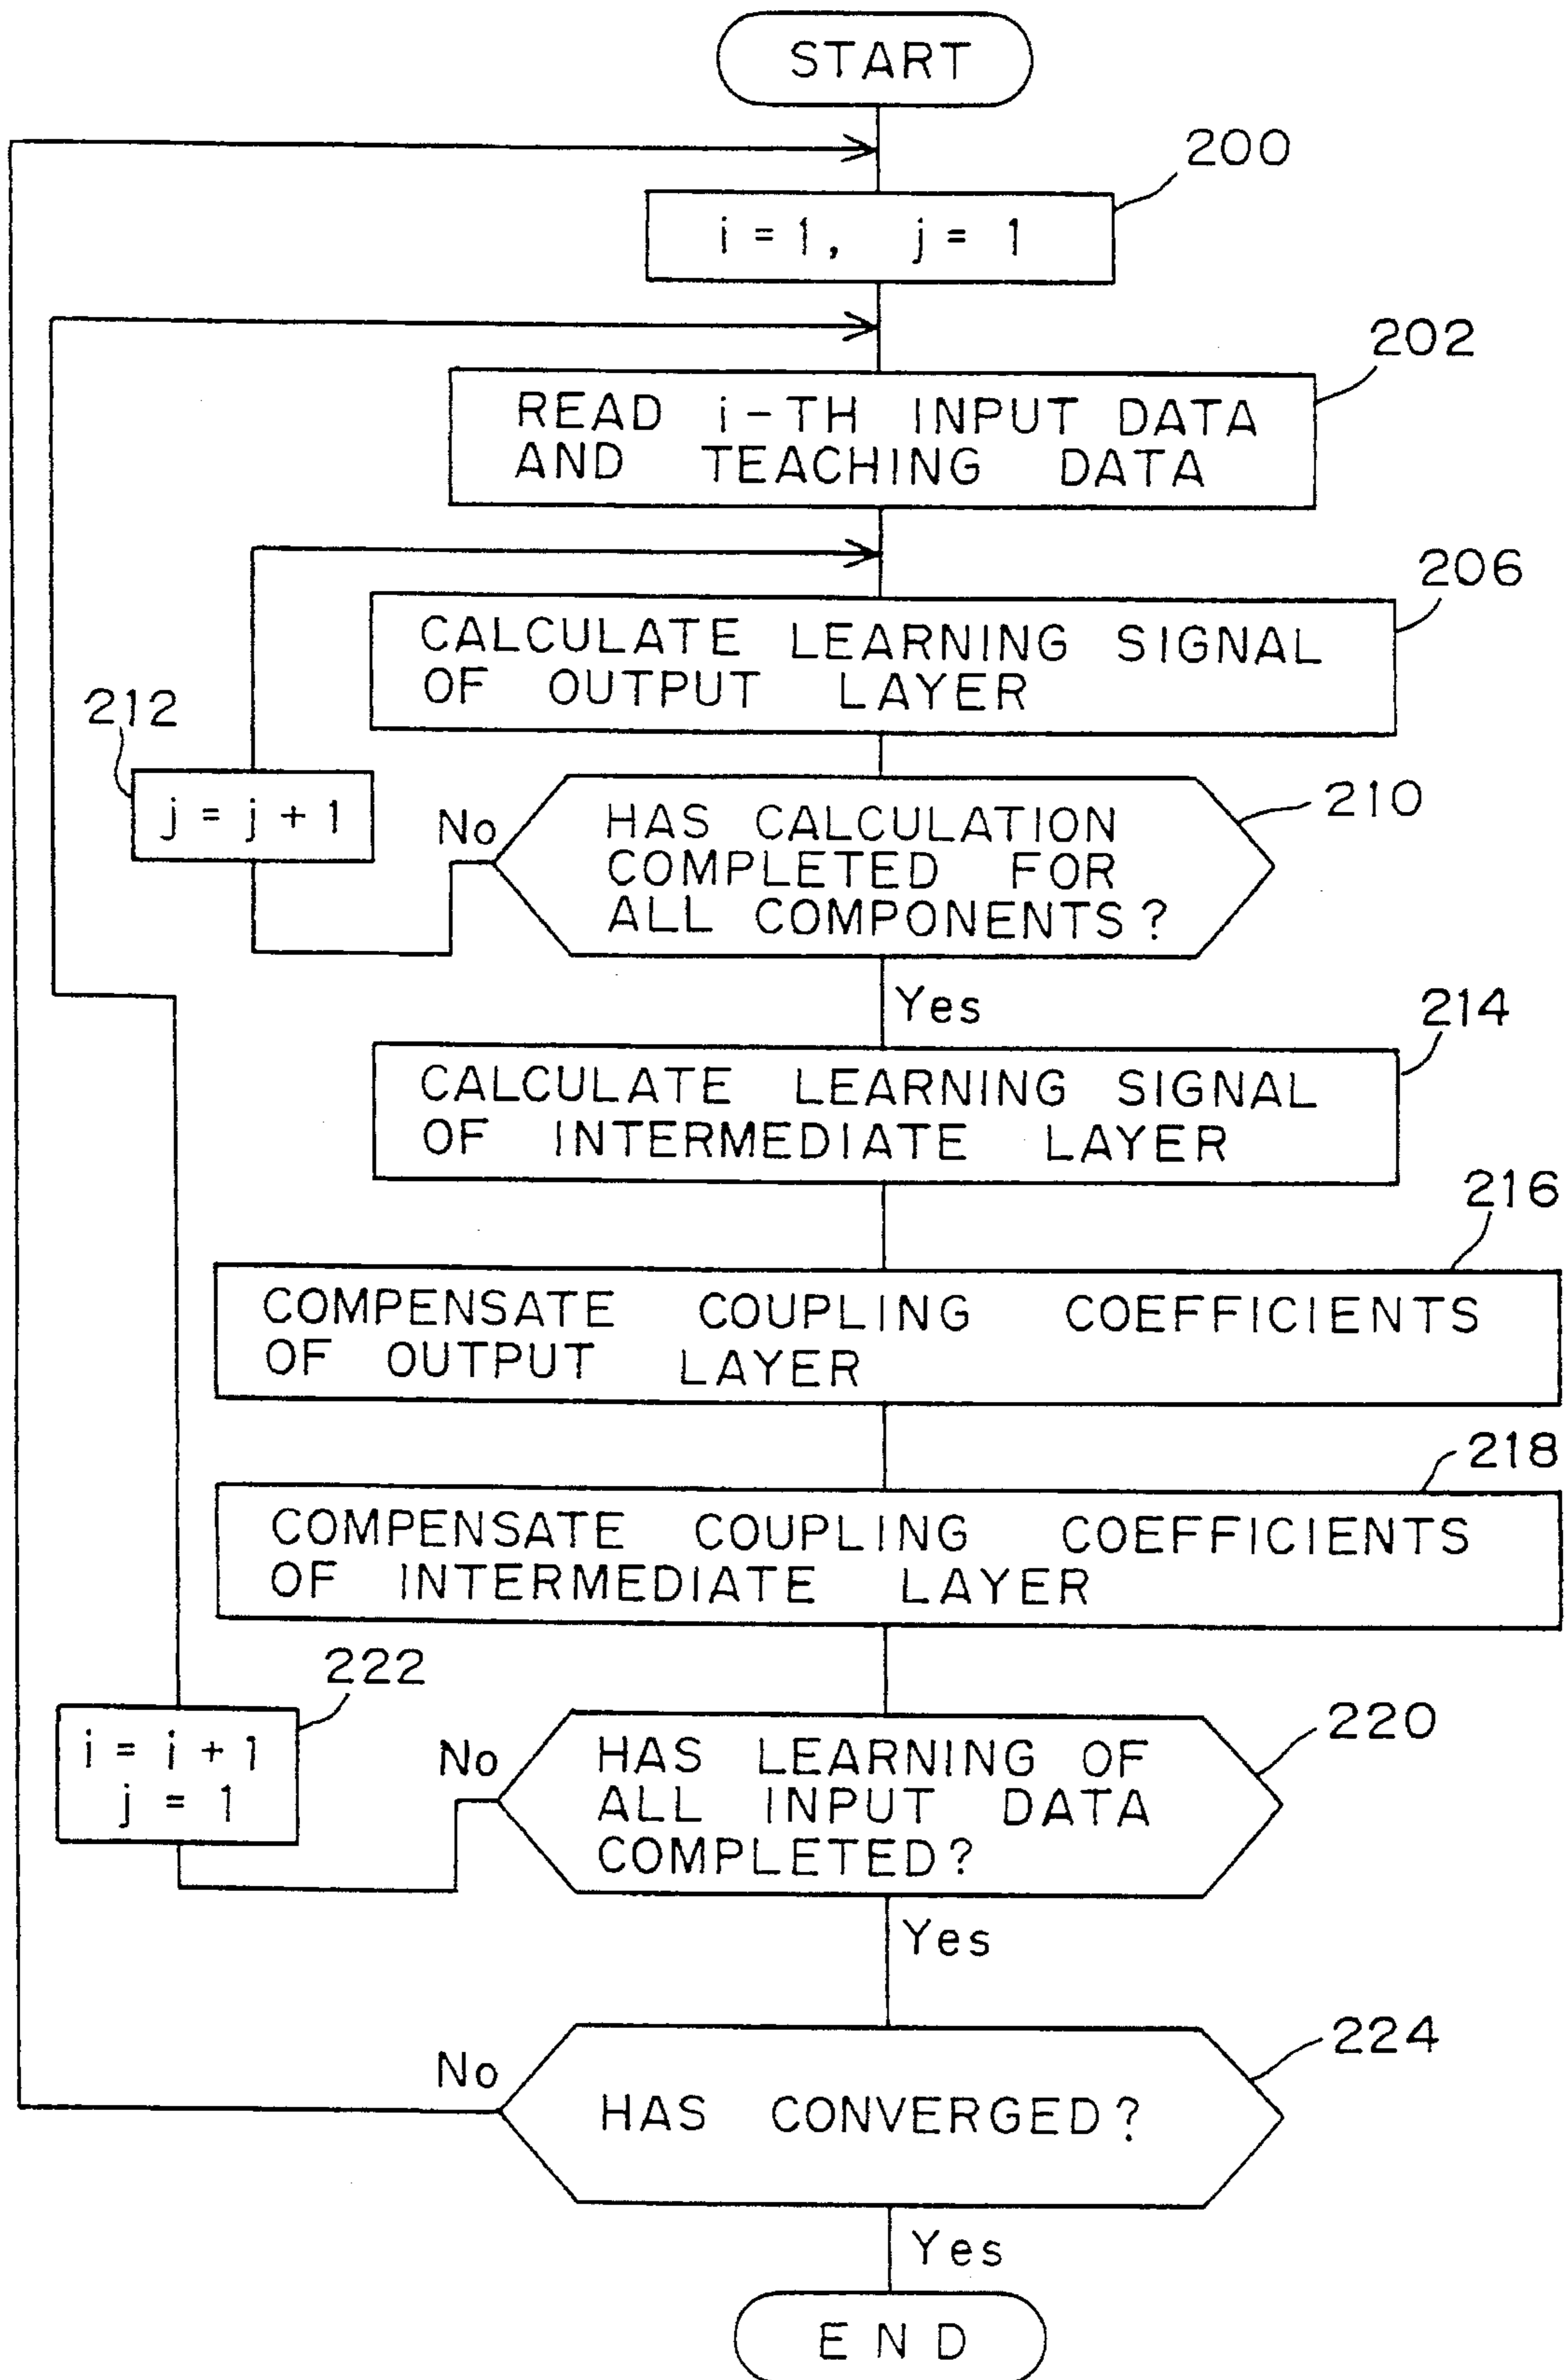 START
200
i = 1, j = 1
202
READ i-TH INPUT DATA
AND TEACHING DATA
206
CALCULATE LEARNING SIGNAL
OF OUTPUT LAYER
212
j = j + 1
No
210
HAS CALCULATION
COMPLETED FOR
ALL COMPONENTS?
Yes
214
CALCULATE LEARNING SIGNAL
OF INTERMEDIATE LAYER
216
COMPENSATE COUPLING COEFFICIENTS
OF OUTPUT LAYER
218
COMPENSATE COUPLING COEFFICIENTS
OF INTERMEDIATE LAYER
222
i = i + 1
j = 1
No
220
HAS LEARNING OF
ALL INPUT DATA
COMPLETED?
Yes
224
No
HAS CONVERGED?
Yes
END